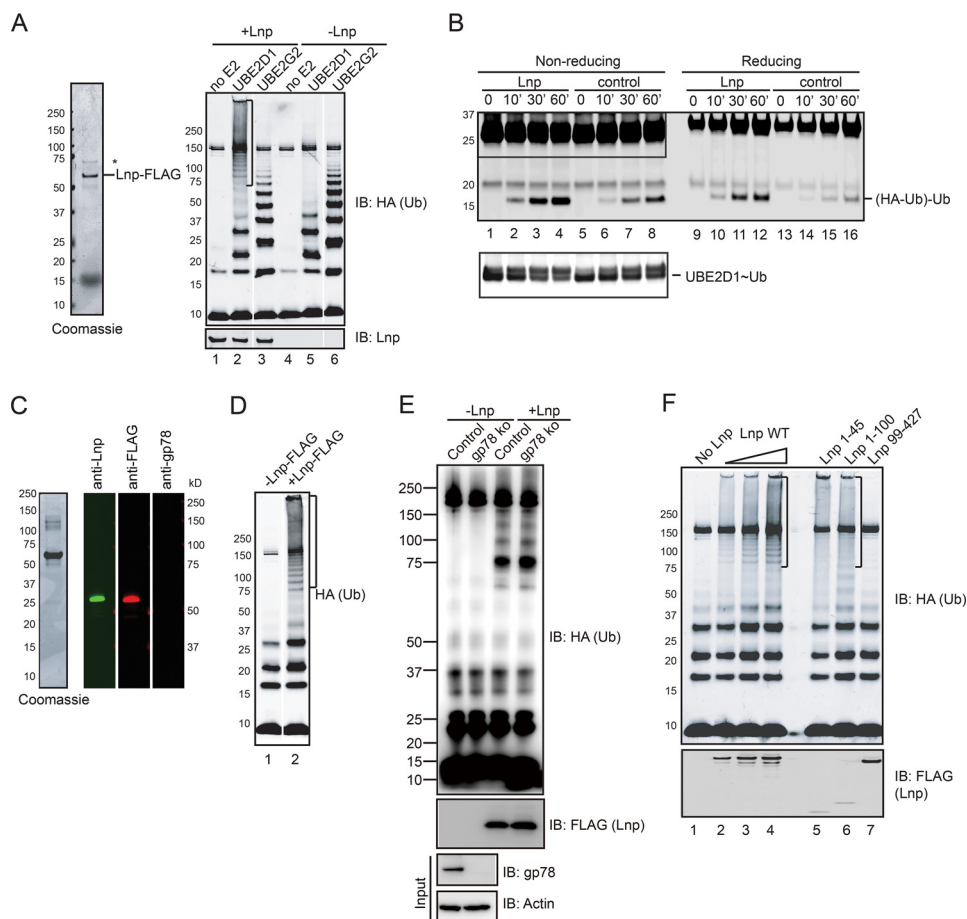 A
250
150
100
75
50
37
25
20
15
10
*
Lnp-FLAG
Coomassie
+Lnp -Lnp
no E2 UBE2D1 UBE2G2 no E2 UBE2D1 UBE2G2
250
150
100
75
50
37
25
20
15
10
IB: HA (Ub)
IB: Lnp
1 2 3 4 5 6
B
Non-reducing Reducing
Lnp control Lnp control
0 10' 30' 60' 0 10' 30' 60' 0 10' 30' 60' 0 10' 30' 60'
37
25
20
15
(HA-Ub)-Ub
1 2 3 4 5 6 7 8 9 10 11 12 13 14 15 16
UBE2D1~Ub
C
anti-Lnp anti-FLAG anti-gp78
kD
250
150
100
75
50
37
25
20
15
10
250
150
100
75
50
37
Coomassie
D
-Lnp-FLAG +Lnp-FLAG
250
150
100
75
50
37
25
20
15
10
HA (Ub)
1 2
E
-Lnp +Lnp
Control gp78 ko Control gp78 ko
250
150
100
75
50
37
25
20
15
10
IB: HA (Ub)
IB: FLAG (Lnp)
Input
IB: gp78
IB: Actin
F
No Lnp Lnp WT Lnp 1-45 Lnp 1-100 Lnp 99-427
250
150
100
75
50
37
25
20
15
10
IB: HA (Ub)
IB: FLAG
(Lnp)
1 2 3 4 5 6 7